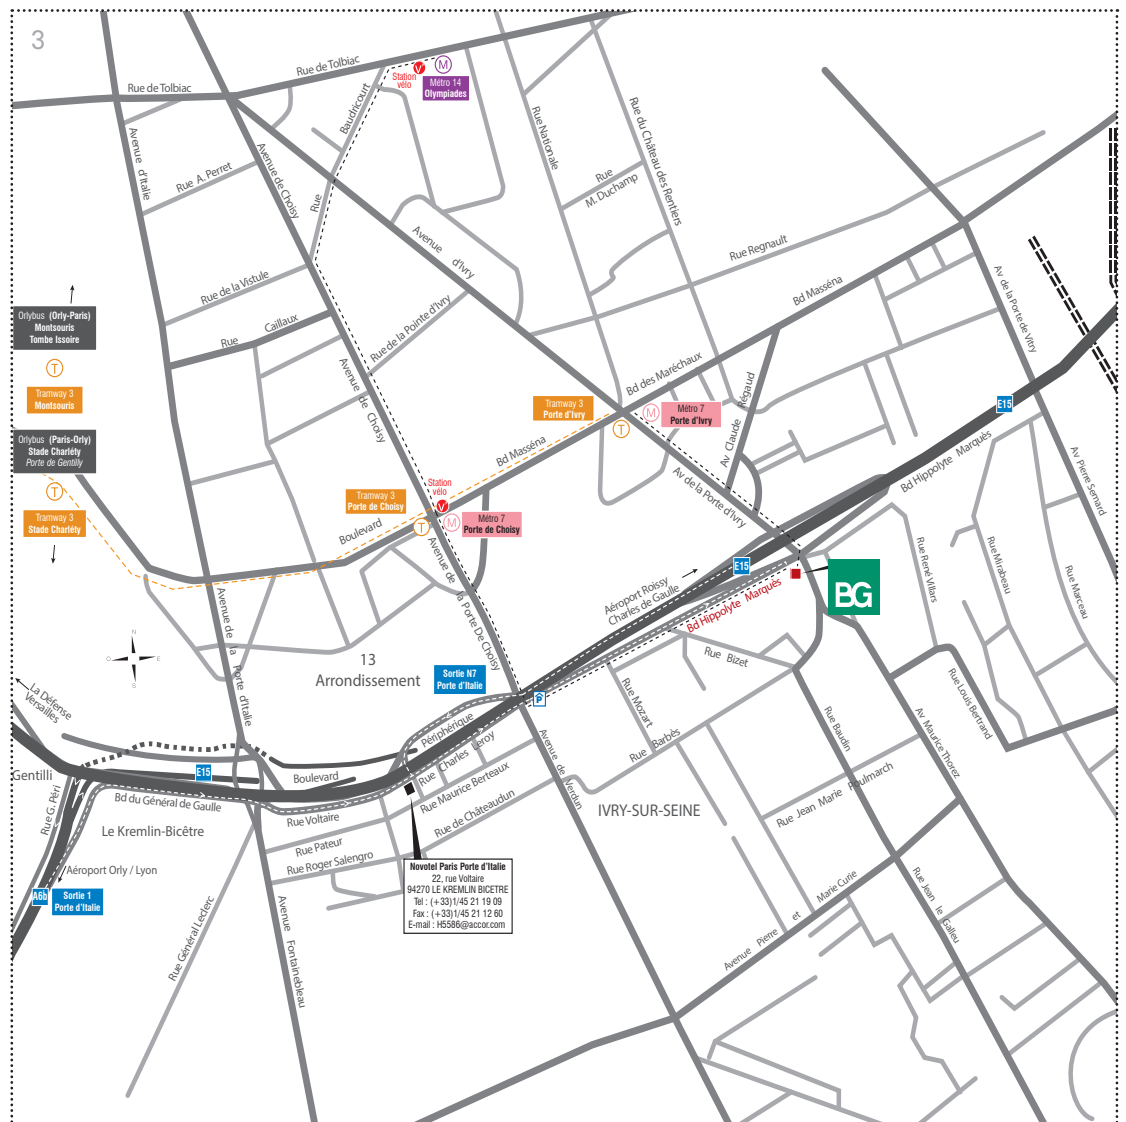 3
Rue de Tolbiac
Rue de Tolbiac
Station
vélo
V
M
Métro 14
Olympiades
Avenue d'Italie
Rue A. Perret
Avenue de Choisy
Rue Baudricourt
Rue Nationale
Rue du Château des Rentiers
Rue
M. Duchamp
Avenue d'Ivry
Rue Regnault
Rue de la Vistule
Rue Caillaux
Rue de la Pointe d'Ivry
Bd Masséna
Av de la Porte de Vitry
Orlybus (Orly-Paris)
Montsouris
Tombe Issoire
T
Tramway 3
Montsouris
Orlybus (Paris-Orly)
Stade Charléty
Porte de Gentilly
T
Tramway 3
Stade Charléty
Avenue de Choisy
Bd des Maréchaux
Tramway 3
Porte d'Ivry
T
M
Métro 7
Porte d'Ivry
Av Claude Régaud
E15
Bd Masséna
Bd Hippolyte Marquès
Av Pierre Semard
Station
vélo
V
Tramway 3
Porte de Choisy
T
M
Métro 7
Porte de Choisy
Boulevard
Av de la Porte d'Ivry
Avenue de la Porte De Choisy
Avenue de la Porte d'Italie
E15
Aéroport Roissy
Charles de Gaulle
Bd Hippolyte Marquès
BG
Rue René Villars
Rue Mirabeau
Rue Marceau
N
O
E
S
13
Arrondissement
Sortie N7
Porte d'Italie
P
Rue Bizet
Rue Mozart
Rue Barbès
Rue Baudin
Av Maurice Thorez
Rue Louis Bertrand
La Défense
Versailles
Gentilli
E15
Boulevard
Périphérique
Rue Charles Leroy
Rue Maurice Berteaux
Rue de Châteaudun
Avenue de Verdun
IVRY-SUR-SEINE
Rue Jean Marie Poulmarch
Rue G. Péri
Bd du Général de Gaulle
Le Kremlin-Bicêtre
Rue Voltaire
Rue Pateur
Rue Roger Salengro
Aéroport Orly / Lyon
A6b
Sortie 1
Porte d'Italie
Rue Général Leclerc
Avenue Fontainebleau
Novotel Paris Porte d'Italie
22, rue Voltaire
94270 LE KREMLIN BICETRE
Tel : (+33)1/45 21 19 09
Fax : (+33)1/45 21 12 60
E-mail : H5586@accor.com
Avenue Pierre et Marie Curie
Rue Jean le Galleu